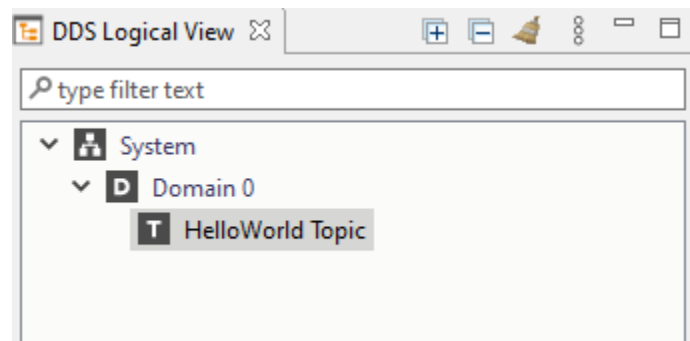 DDS Logical View
type filter text
System
D Domain 0
T HelloWorld Topic